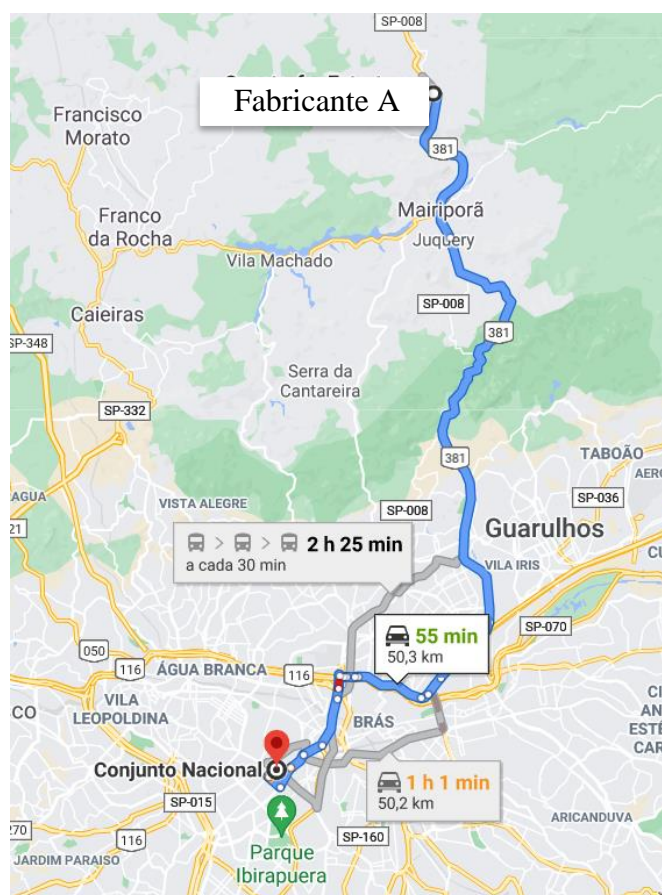 SP-008
Fabricante A
Francisco
Morato
381
Mairiporã
Juquery
Franco
da Rocha
Vila Machado
SP-008
Caieiras
381
SP-348
Serra da
Cantareira
SP-332
381
TABOÃO
AGUA
SP-036
VISTA ALEGRE
SP-008
21
Guarulhos
2 h 25 min
a cada 30 min
VILA IRIS
SP-070
55 min
50,3 km
050
116
ÁGUA BRANCA
116
VILA
LEOPOLDINA
BRÁS
SCO
Conjunto Nacional
1 h 1 min
50,2 km
SP-015
ARICANDUVA
270
116
SP-160
JARDIM PARAISO
Parque
Ibirapuera